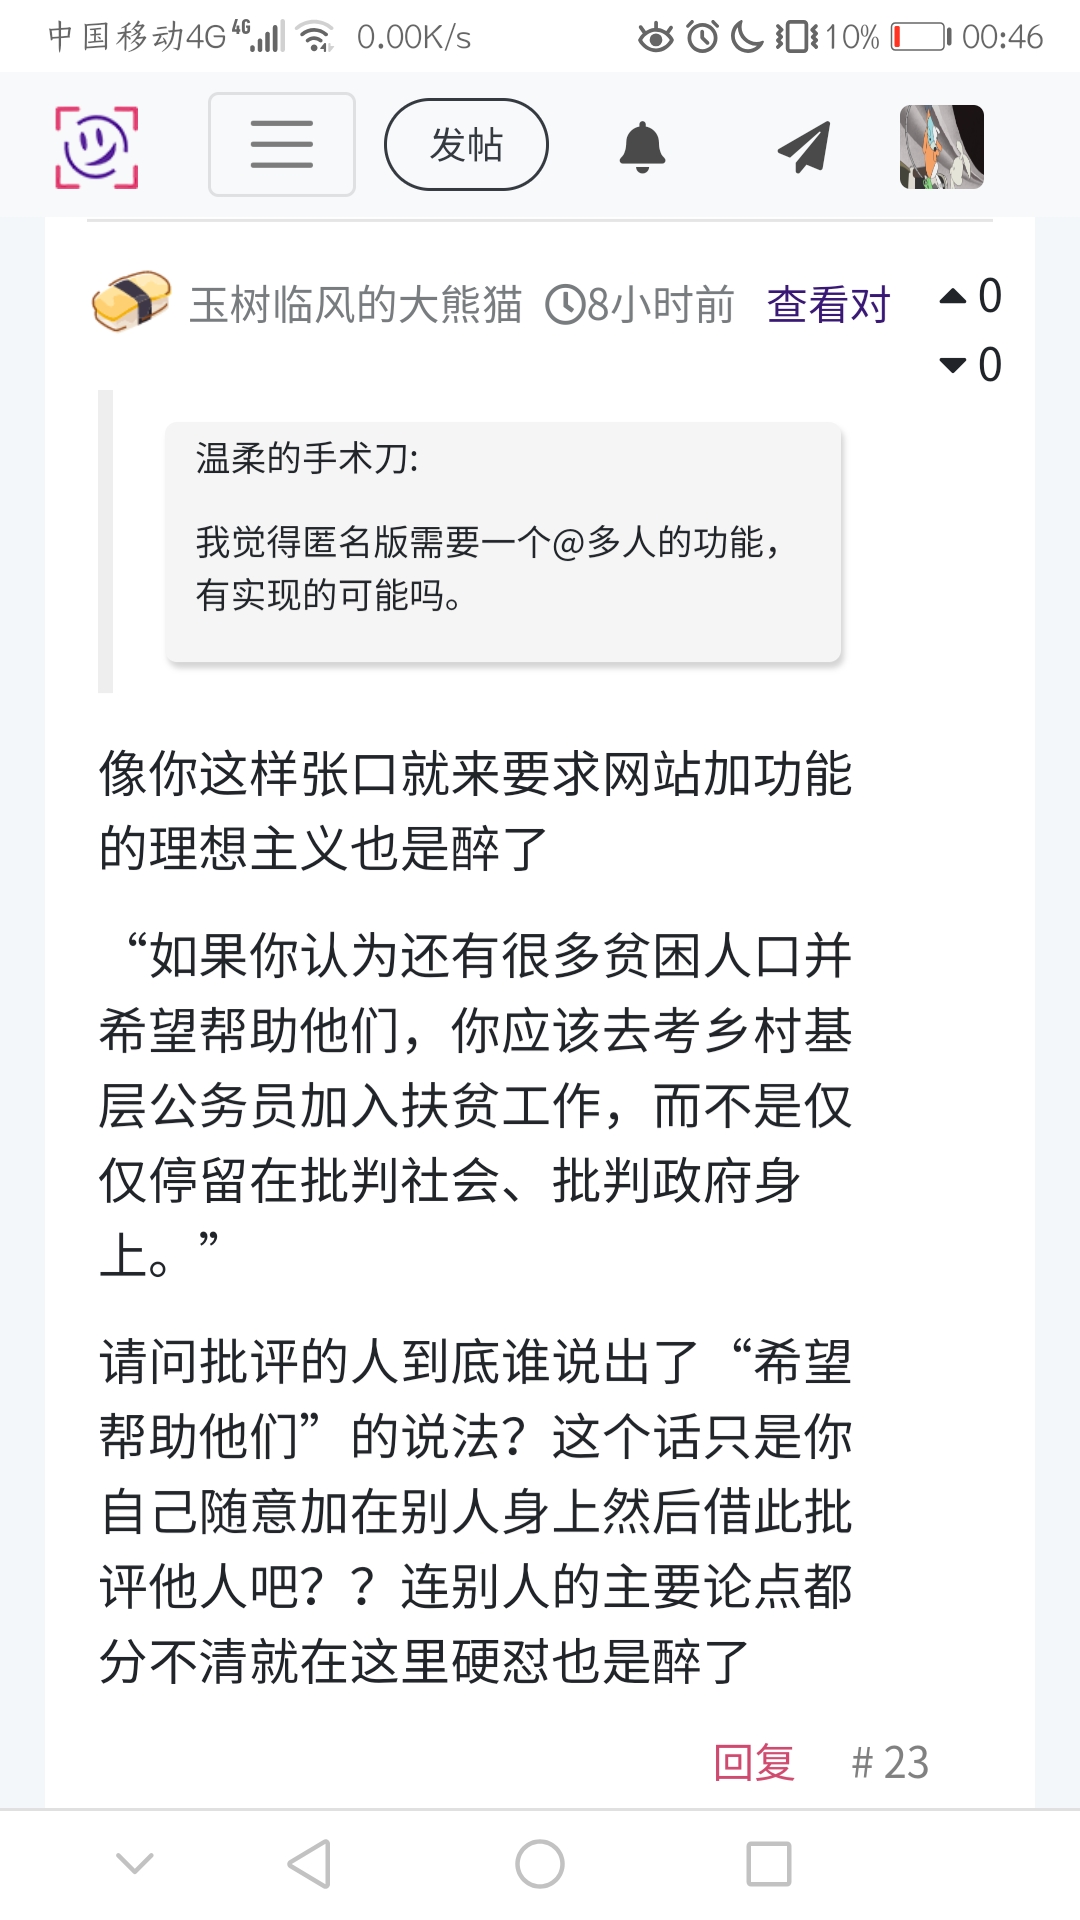 中国移动4G 4G 0.00K/s 10% 00:46
发帖
玉树临风的大熊猫 8小时前 查看对 0
0
温柔的手术刀:
我觉得匿名版需要一个@多人的功能，
有实现的可能吗。
像你这样张口就来要求网站加功能
的理想主义也是醉了
“如果你认为还有很多贫困人口并
希望帮助他们，你应该去考乡村基
层公务员加入扶贫工作，而不是仅
仅停留在批判社会、批判政府身
上。”
请问批评的人到底谁说出了“希望
帮助他们”的说法？这个话只是你
自己随意加在别人身上然后借此批
评他人吧？？连别人的主要论点都
分不清就在这里硬怼也是醉了
回复 # 23